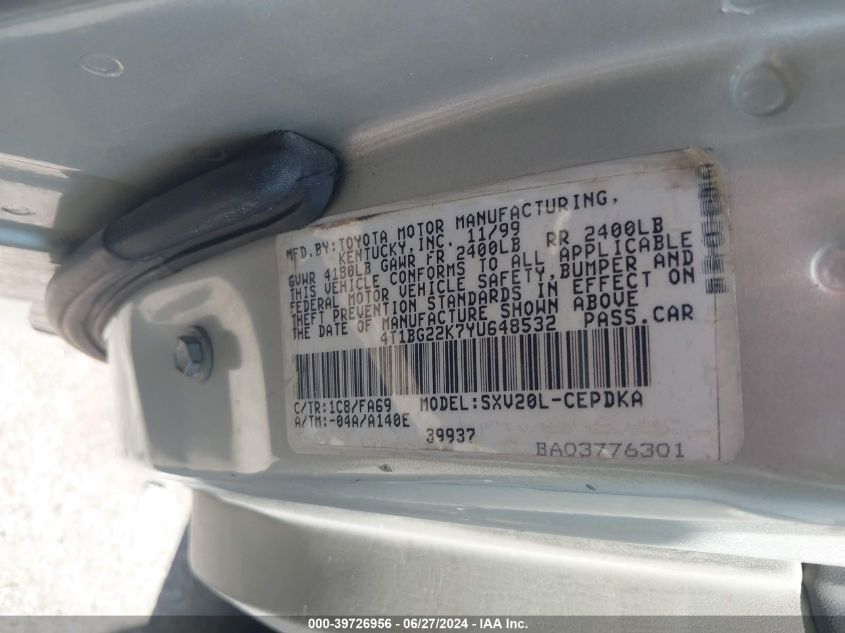 MFD.BY:TOYOTA MOTOR MANUFACTURING,
KENTUCKY,INC. 11/99
GVWR 4180LB GAWR FR 2400LB RR 2400LB
THIS VEHICLE CONFORMS TO ALL APPLICABLE
FEDERAL MOTOR VEHICLE SAFETY,BUMPER AND
THEFT PREVENTION STANDARDS IN EFFECT ON
THE DATE OF MANUFACTURE SHOWN ABOVE
4T1BG22K7YU648532 PASS.CAR
C/TR:1C8/FA69 MODEL:SXV20L-CEPDKA
A/TM:-04A/A140E
39937
BA03776301
000-39726956 | 06/27/2024 | IAA Inc.